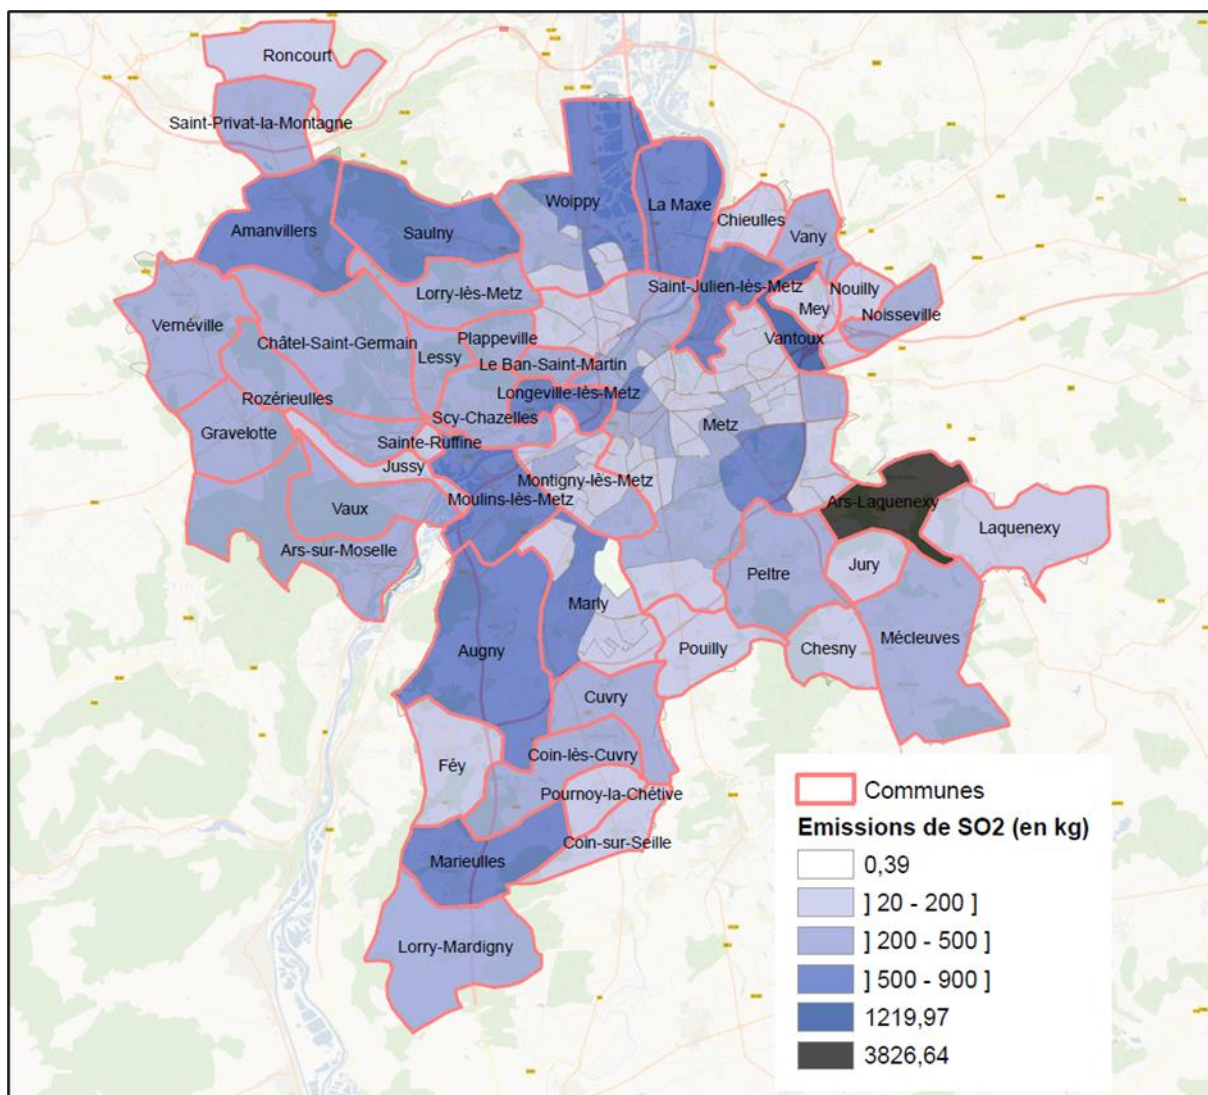 Roncourt
Saint-Privat-la-Montagne
Woippy
La Maxe
Amanvillers
Saulny
Chieulles
Vany
Saint-Julien-lès-Metz
Nouilly
Mey
Noisseville
Lorry-lès-Metz
Vernéville
Châtel-Saint-Germain
Plappeville
Vantoux
Lessy
Le Ban-Saint-Martin
Longeville-lès-Metz
Rozérieulles
Scy-Chazelles
Metz
Gravelotte
Sainte-Ruffine
Jussy
Montigny-lès-Metz
Moulins-lès-Metz
Ars-Laquenexy
Vaux
Laquenexy
Ars-sur-Moselle
Jury
Peltre
Marly
Mécleuves
Augny
Pouilly
Chesny
Cuvry
Coin-lès-Cuvry
Féy
Pournoy-la-Chétive
Coin-sur-Seille
Marieulles
Lorry-Mardigny
Communes
Emissions de SO2 (en kg)
0,39
] 20 - 200 ]
] 200 - 500 ]
] 500 - 900 ]
1219,97
3826,64